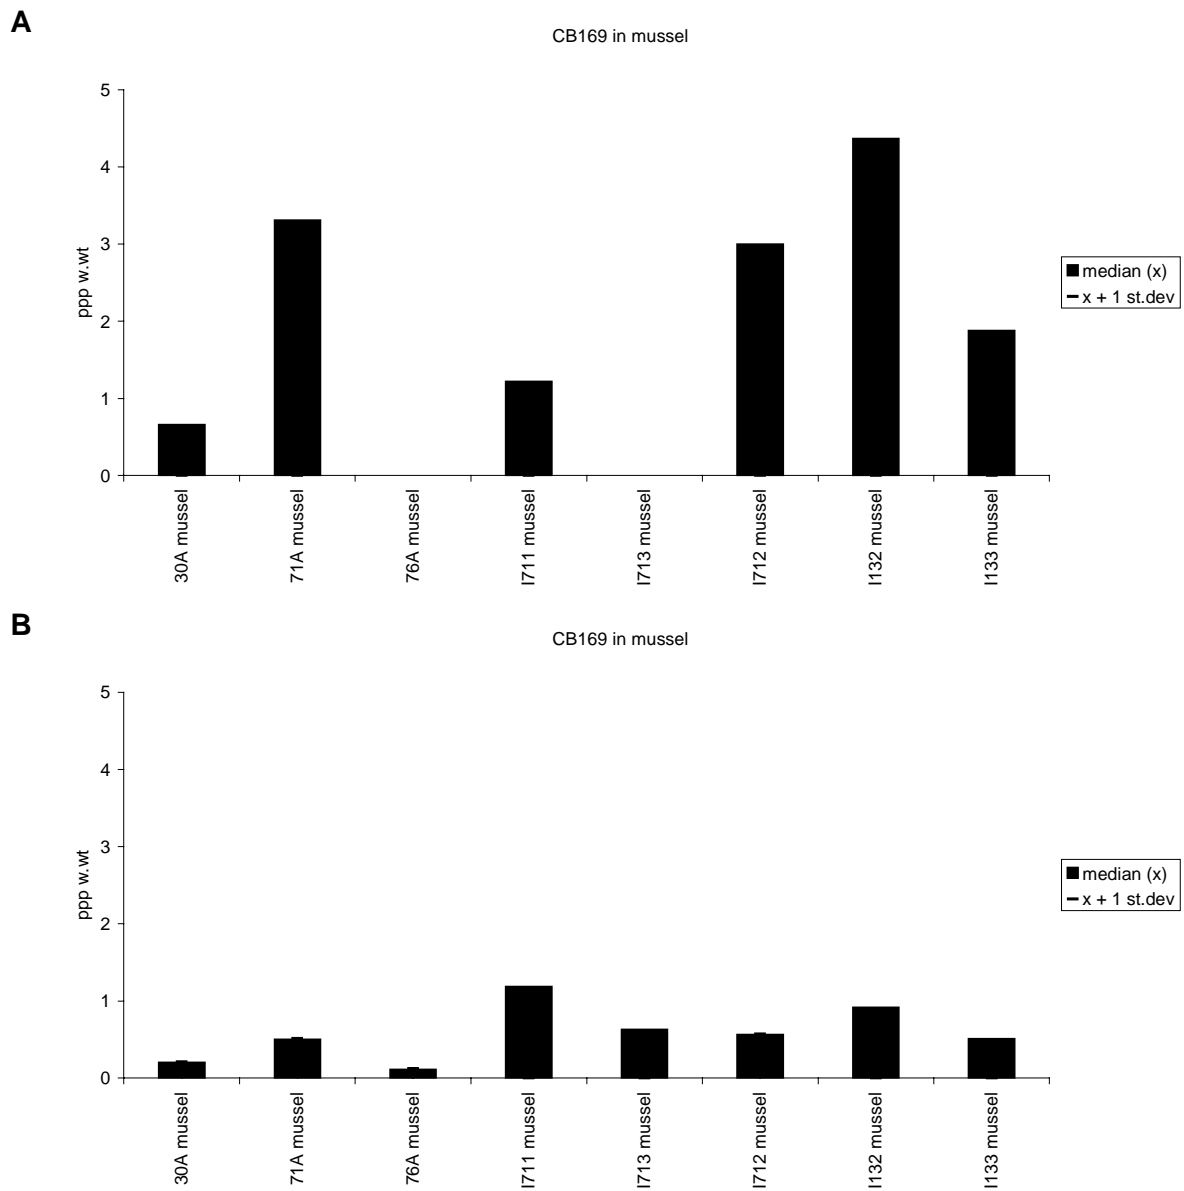 A
CB169 in mussel
5
4
3
2
1
0
ppp w.wt
median (x)
x + 1 st.dev
30A mussel
71A mussel
76A mussel
I711 mussel
I713 mussel
I712 mussel
I132 mussel
I133 mussel
B
CB169 in mussel
5
4
3
2
1
0
ppp w.wt
median (x)
x + 1 st.dev
30A mussel
71A mussel
76A mussel
I711 mussel
I713 mussel
I712 mussel
I132 mussel
I133 mussel